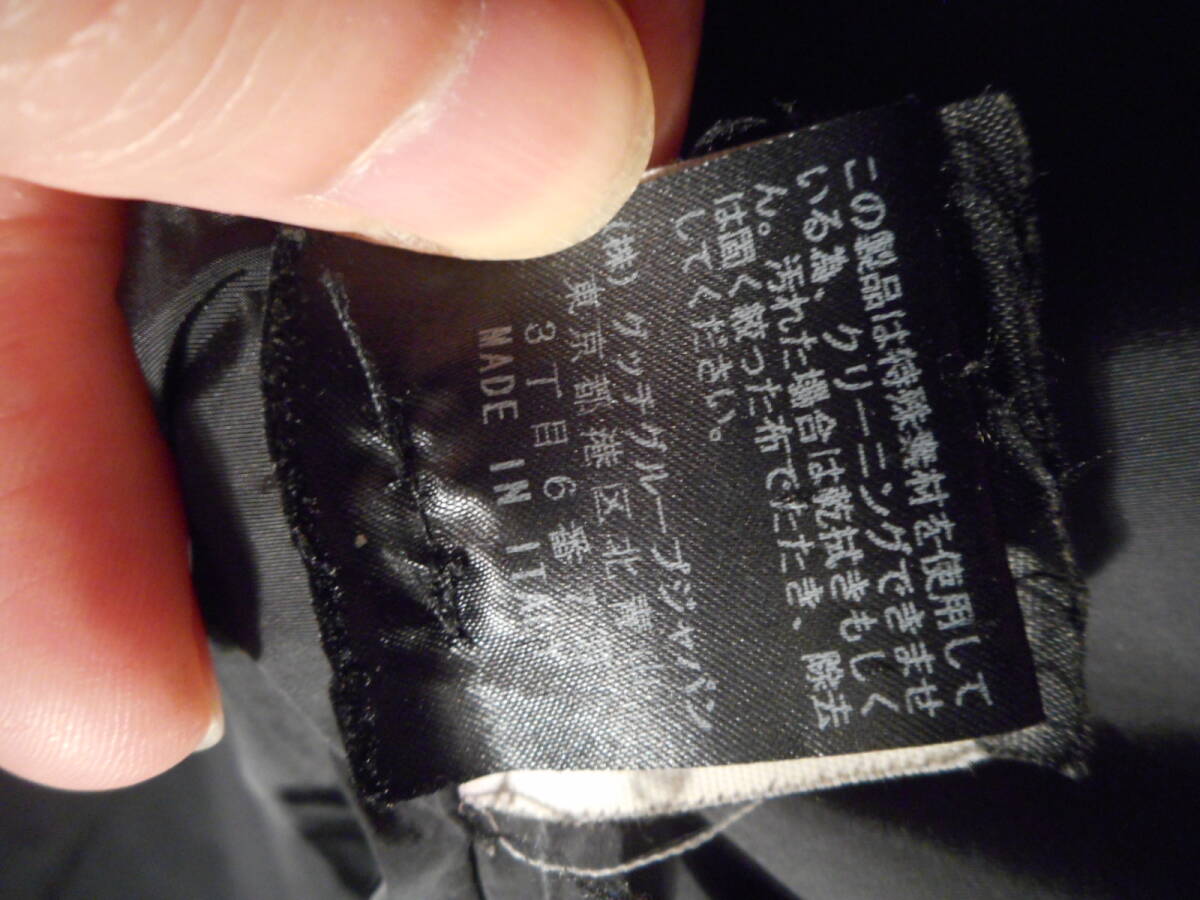 この製品は特殊素材を使用して
いる為、クリーニングできませ
ん。汚れた場合は乾拭きもしく
は固く絞った布でたたき、除去
してください。
(株)グッチグループジャパン
東京都港区北青
3丁目6番
MADE IN ITA